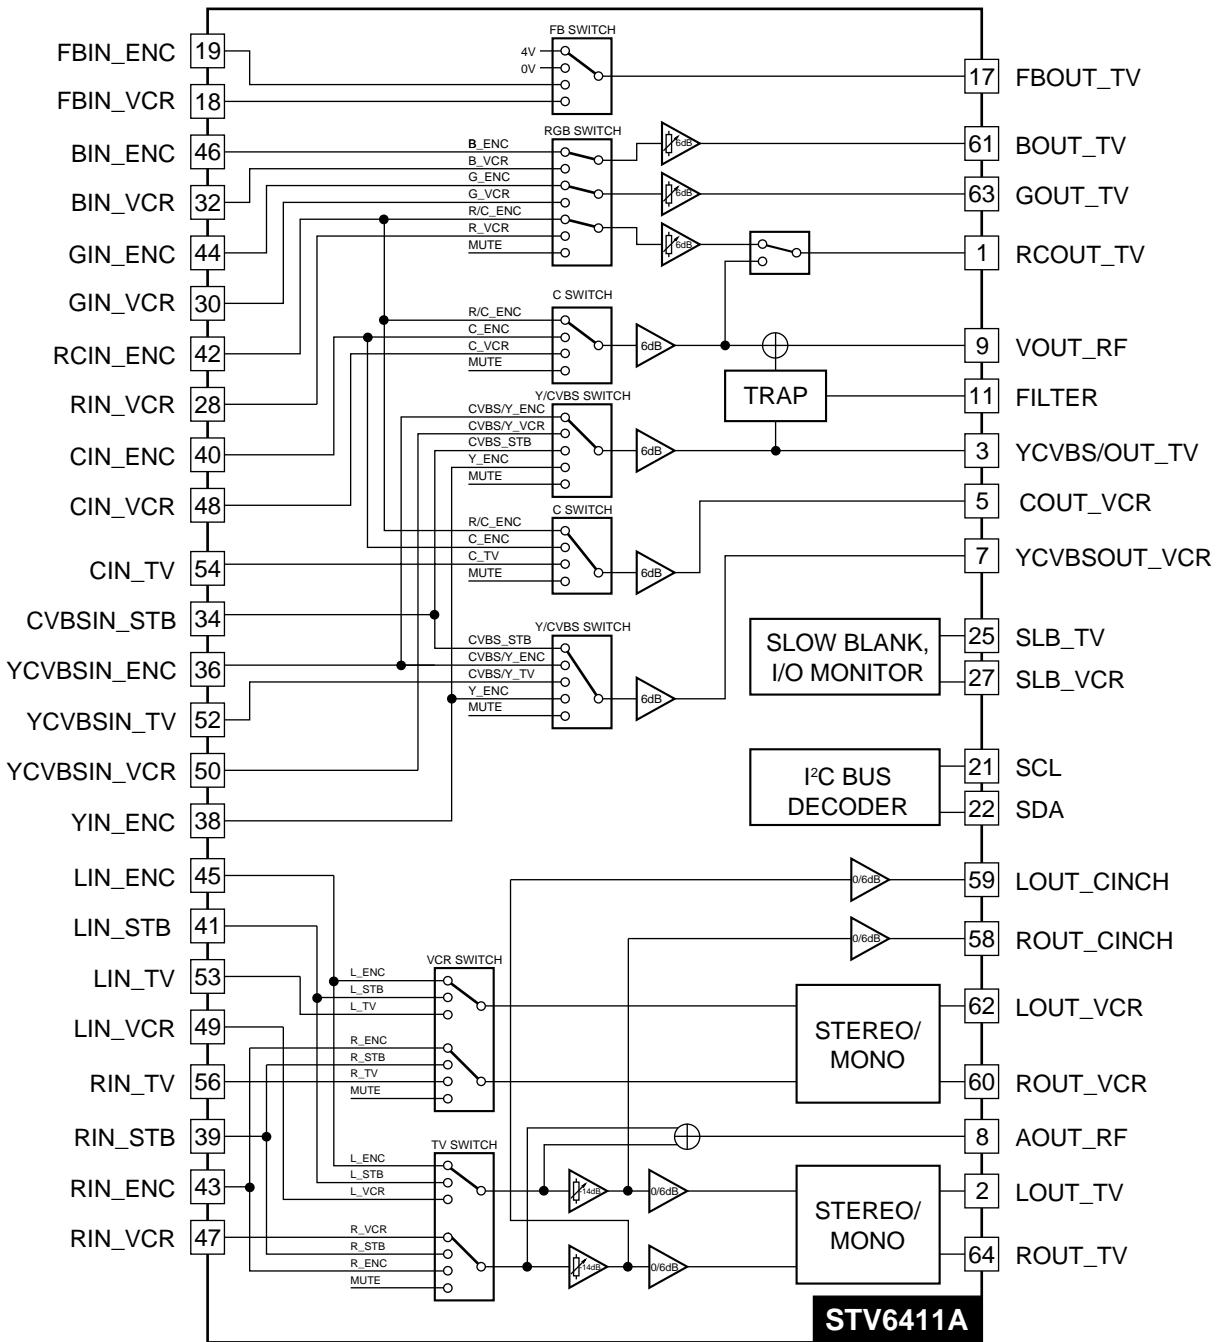 FB SWITCH
FBIN_ENC 19
4V
0V
17 FBOUT_TV
FBIN_VCR 18
RGB SWITCH
BIN_ENC 46
B_ENC
6dB
61 BOUT_TV
B_VCR
BIN_VCR 32
G_ENC
6dB
63 GOUT_TV
G_VCR
GIN_ENC 44
R/C_ENC
R_VCR
6dB
1 RCOUT_TV
MUTE
GIN_VCR 30
C SWITCH
RCIN_ENC 42
R/C_ENC
C_ENC
6dB
9 VOUT_RF
C_VCR
MUTE
RIN_VCR 28
TRAP
11 FILTER
Y/CVBS SWITCH
CIN_ENC 40
CVBS/Y_ENC
CVBS/Y_VCR
CVBS_STB
6dB
3 YCVBS/OUT_TV
Y_ENC
MUTE
CIN_VCR 48
5 COUT_VCR
C SWITCH
R/C_ENC
C_ENC
C_TV
MUTE
6dB
7 YCVBSOUT_VCR
CIN_TV 54
CVBSIN_STB 34
Y/CVBS SWITCH
CVBS_STB
CVBS/Y_ENC
CVBS/Y_TV
Y_ENC
MUTE
6dB
SLOW BLANK,
I/O MONITOR
25 SLB_TV
27 SLB_VCR
YCVBSIN_ENC 36
YCVBSIN_TV 52
YCVBSIN_VCR 50
I²C BUS
DECODER
21 SCL
22 SDA
YIN_ENC 38
LIN_ENC 45
0/6dB
59 LOUT_CINCH
LIN_STB 41
0/6dB
58 ROUT_CINCH
VCR SWITCH
LIN_TV 53
L_ENC
L_STB
L_TV
62 LOUT_VCR
LIN_VCR 49
STEREO/
MONO
R_ENC
R_STB
R_TV
MUTE
RIN_TV 56
60 ROUT_VCR
RIN_STB 39
8 AOUT_RF
TV SWITCH
L_ENC
L_STB
L_VCR
RIN_ENC 43
-14dB
0/6dB
2 LOUT_TV
STEREO/
MONO
RIN_VCR 47
R_VCR
R_STB
R_ENC
MUTE
-14dB
0/6dB
64 ROUT_TV
STV6411A